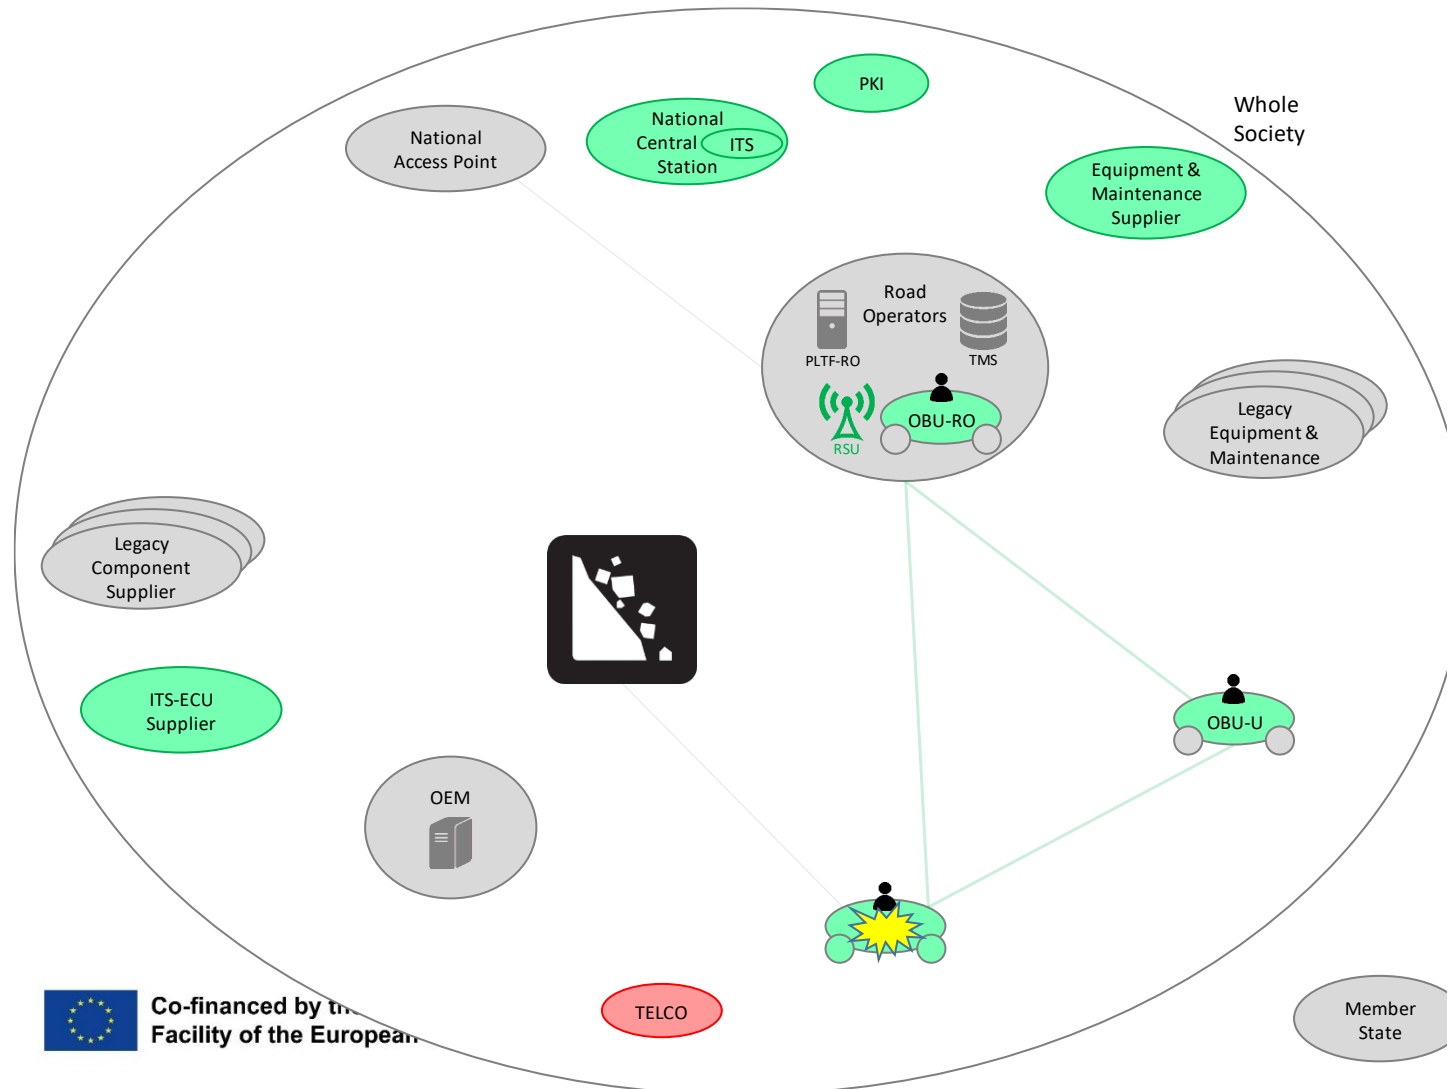 PKI
Whole
Society
National
Central
Station
ITS
National
Access Point
Equipment &
Maintenance
Supplier
Road
Operators
PLTF-RO
TMS
RSU
OBU-RO
Legacy
Equipment &
Maintenance
Legacy
Component
Supplier
ITS-ECU
Supplier
OBU-U
OEM
TELCO
Co-financed by
Facility of the European
Member
State